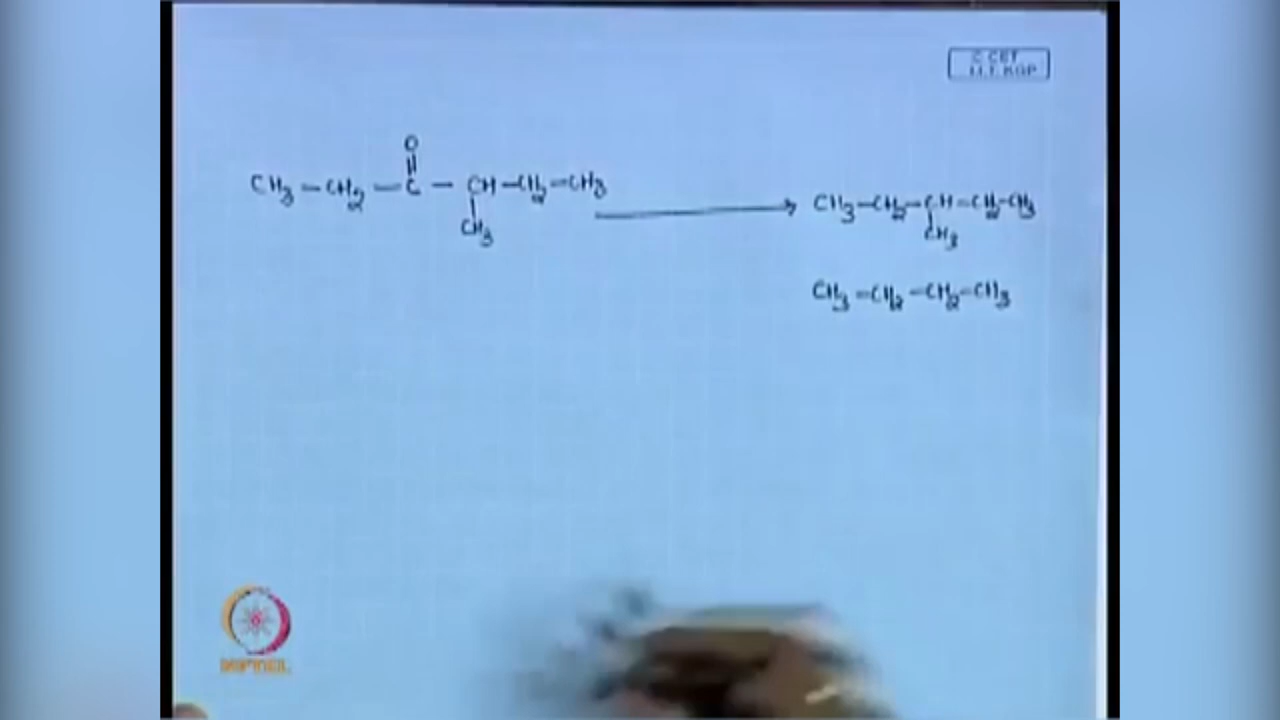 C CET
I.I.T. KGP
O
||
CH₃ — CH₂ — C — CH — CH₂ — CH₃
|
CH₃
CH₃—CH₂—CH—CH₂—CH₃
|
CH₃
CH₃—CH₂—CH₂—CH₃
NPTEL